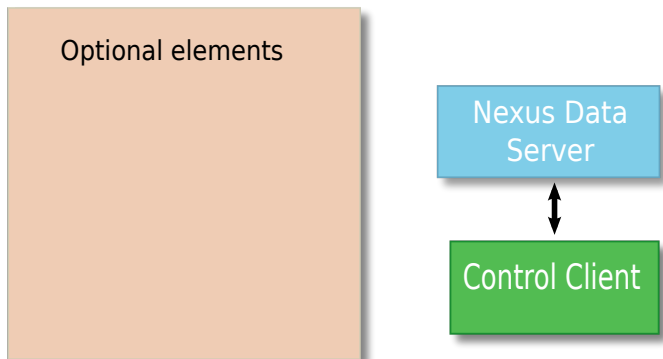 Optional elements
Nexus Data
Server
Control Client